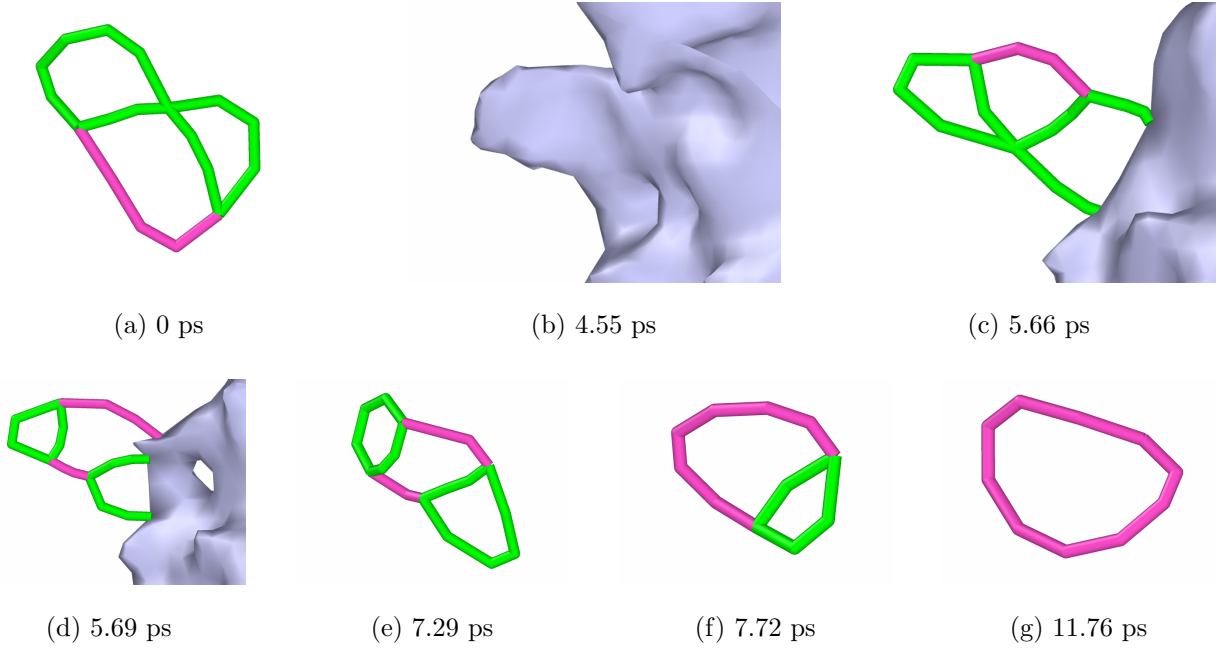 (a) 0 ps
(b) 4.55 ps
(c) 5.66 ps
(d) 5.69 ps
(e) 7.29 ps
(f) 7.72 ps
(g) 11.76 ps